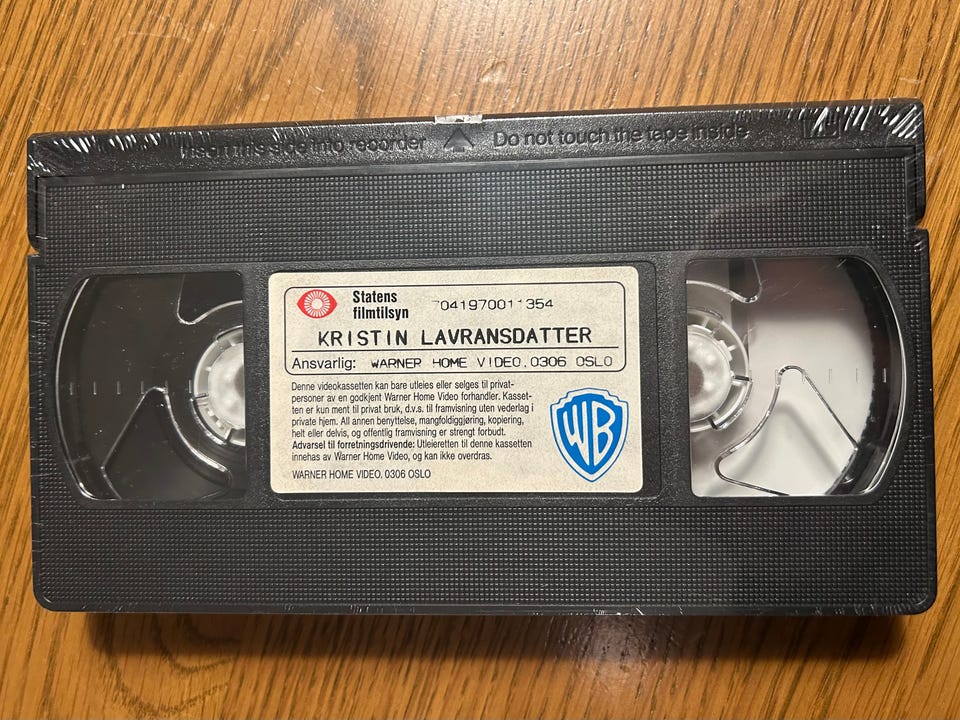 Insert this side into recorder Do not touch the tape inside
Statens
filmtilsyn
7041970011354
KRISTIN LAVRANSDATTER
Ansvarlig: WARNER HOME VIDEO.0306 OSLO
Denne videokassetten kan bare utleies eller selges til privat-
personer av en godkjent Warner Home Video forhandler. Kasset-
ten er kun ment til privat bruk, d.v.s. til framvisning uten vederlag i
private hjem. All annen benyttelse, mangfoldiggjøring, kopiering,
helt eller delvis, og offentlig framvisning er strengt forbudt.
Advarsel til forretningsdrivende: Utleieretten til denne kassetten
innehas av Warner Home Video, og kan ikke overdras.
WARNER HOME VIDEO. 0306 OSLO
WB